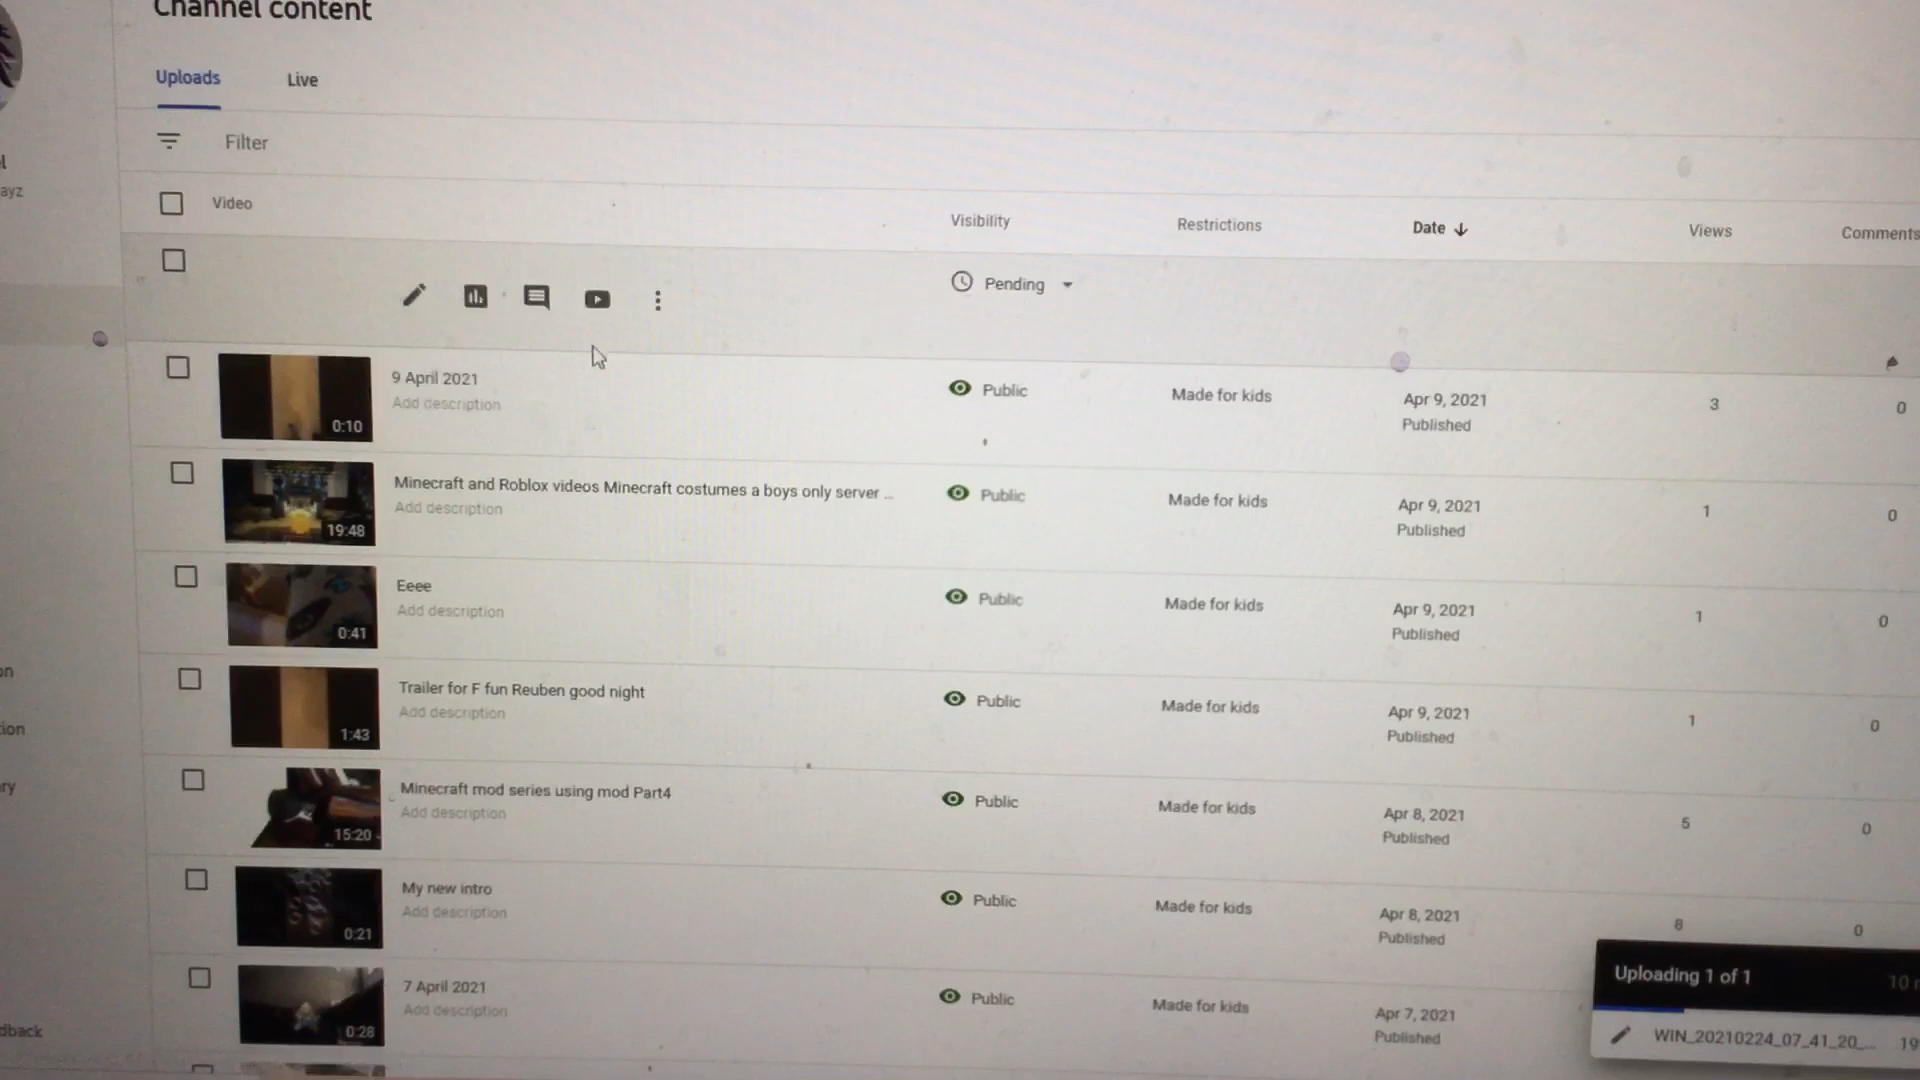 Channel content
Uploads Live
Filter
Video Visibility Restrictions Date Views Comments
Pending
9 April 2021
Add description
0:10
Public Made for kids Apr 9, 2021
Published
3 0
Minecraft and Roblox videos Minecraft costumes a boys only server ...
Add description
19:48
Public Made for kids Apr 9, 2021
Published
1 0
Eeee
Add description
0:41
Public Made for kids Apr 9, 2021
Published
1 0
Trailer for F fun Reuben good night
Add description
1:43
Public Made for kids Apr 9, 2021
Published
1 0
Minecraft mod series using mod Part4
Add description
15:20
Public Made for kids Apr 8, 2021
Published
5 0
My new intro
Add description
0:21
Public Made for kids Apr 8, 2021
Published
8 0
7 April 2021
Add description
0:28
Public Made for kids Apr 7, 2021
Published
Uploading 1 of 1
10
WIN_20210224_07_41_20_...
19
l
ayz
on
tion
ry
dback